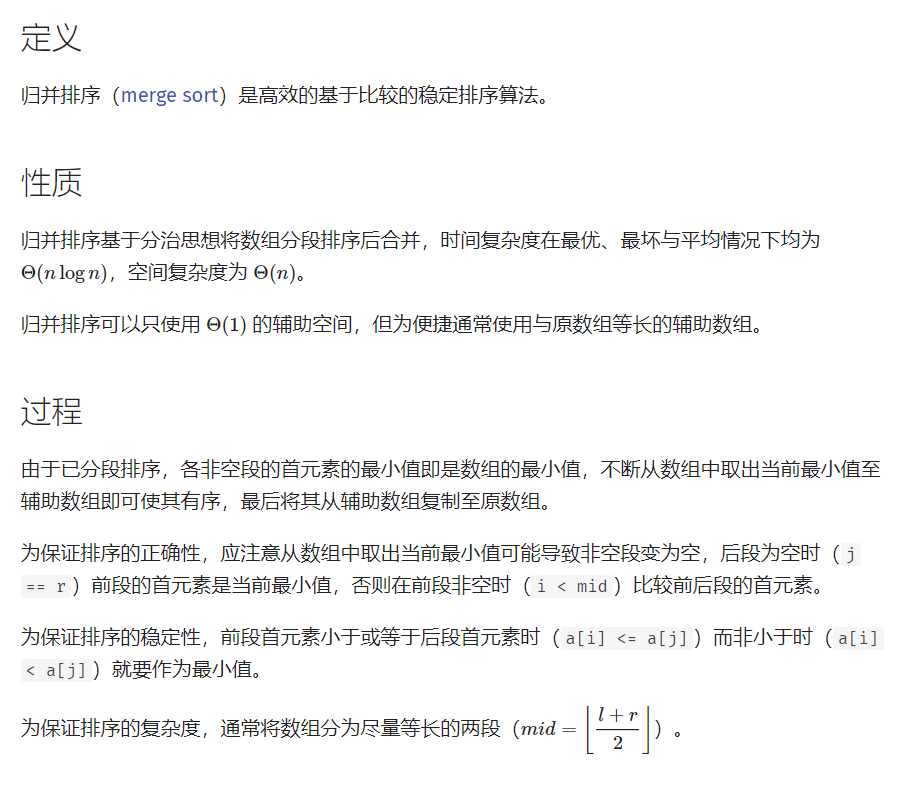 定义
归并排序（merge sort）是高效的基于比较的稳定排序算法。
性质
归并排序基于分治思想将数组分段排序后合并，时间复杂度在最优、最坏与平均情况下均为
Θ(n log n)，空间复杂度为 Θ(n)。
归并排序可以只使用 Θ(1) 的辅助空间，但为便捷通常使用与原数组等长的辅助数组。
过程
由于已分段排序，各非空段的首元素的最小值即是数组的最小值，不断从数组中取出当前最小值至
辅助数组即可使其有序，最后将其从辅助数组复制至原数组。
为保证排序的正确性，应注意从数组中取出当前最小值可能导致非空段变为空，后段为空时（j
== r）前段的首元素是当前最小值，否则在前段非空时（i < mid）比较前后段的首元素。
为保证排序的稳定性，前段首元素小于或等于后段首元素时（a[i] <= a[j]）而非小于时（a[i]
< a[j]）就要作为最小值。
为保证排序的复杂度，通常将数组分为尽量等长的两段（mid = ⌊(l + r)/2⌋）。